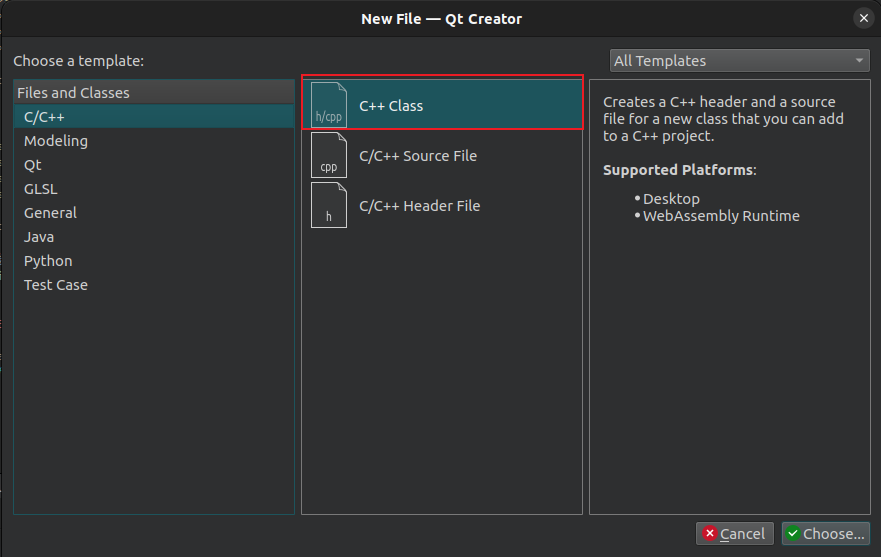 New File — Qt Creator
Choose a template:
All Templates
Files and Classes
C/C++
Modeling
Qt
GLSL
General
Java
Python
Test Case
h/cpp
C++ Class
cpp
C/C++ Source File
h
C/C++ Header File
Creates a C++ header and a source
file for a new class that you can add
to a C++ project.
Supported Platforms:
• Desktop
• WebAssembly Runtime
Cancel
Choose...